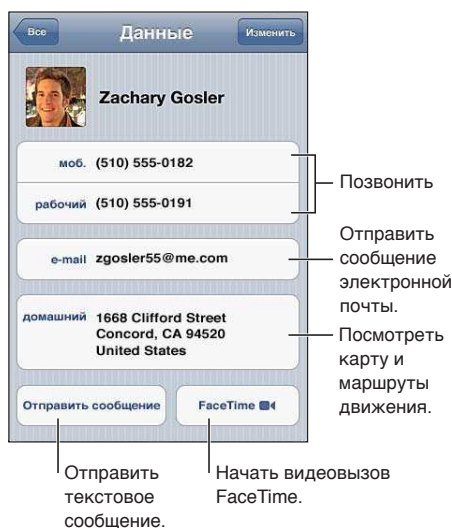 Все
Данные
Изменить
Zachary Gosler
моб. (510) 555-0182
рабочий (510) 555-0191
Позвонить
e-mail zgosler55@me.com
Отправить
сообщение
электронной
почты.
домашний 1668 Clifford Street
Concord, CA 94520
United States
Посмотреть
карту и
маршруты
движения.
Отправить сообщение
FaceTime
Отправить
текстовое
сообщение.
Начать видеовызов
FaceTime.